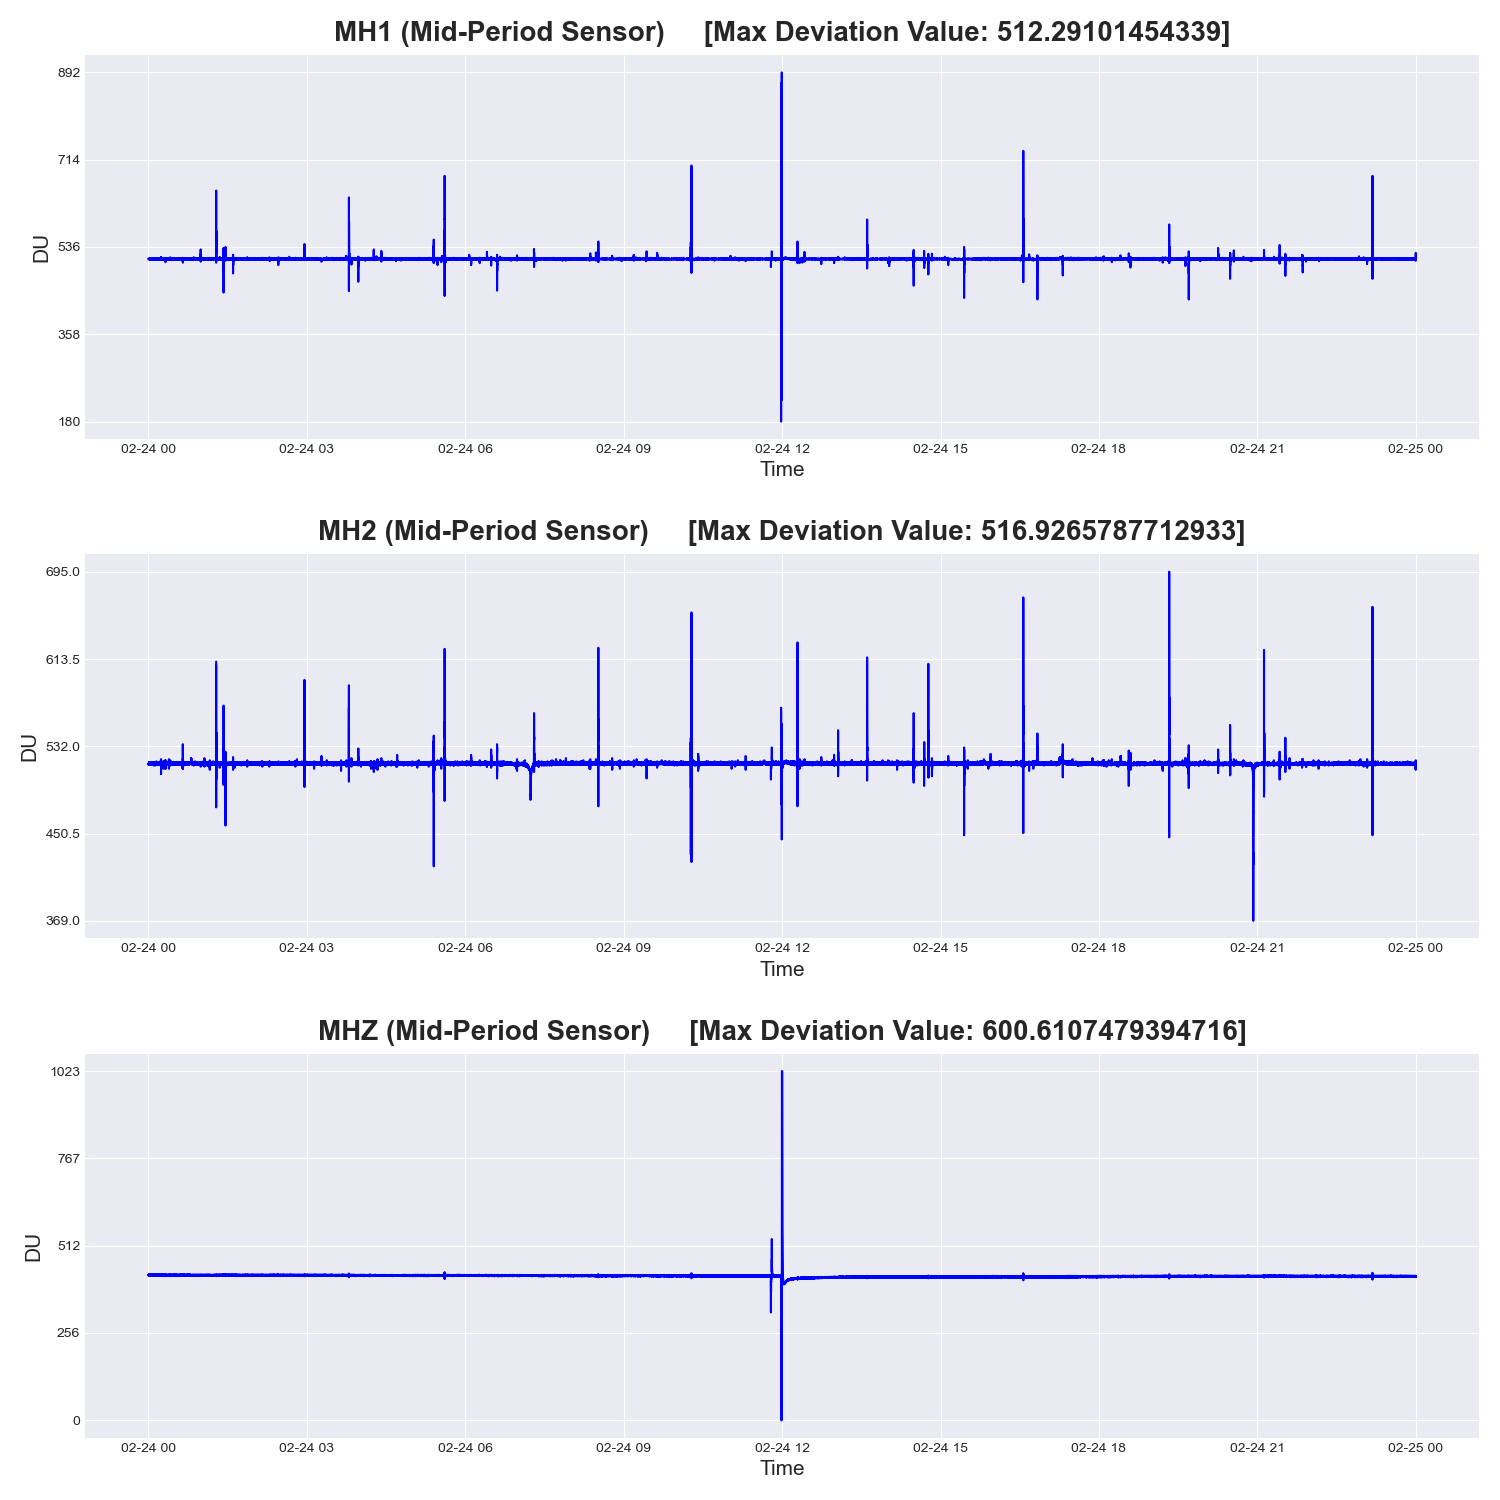 MH1 (Mid-Period Sensor) [Max Deviation Value: 512.29101454339]
892
714
536
358
180
DU
02-24 00 02-24 03 02-24 06 02-24 09 02-24 12 02-24 15 02-24 18 02-24 21 02-25 00
Time
MH2 (Mid-Period Sensor) [Max Deviation Value: 516.9265787712933]
695.0
613.5
532.0
450.5
369.0
DU
02-24 00 02-24 03 02-24 06 02-24 09 02-24 12 02-24 15 02-24 18 02-24 21 02-25 00
Time
MHZ (Mid-Period Sensor) [Max Deviation Value: 600.6107479394716]
1023
767
512
256
0
DU
02-24 00 02-24 03 02-24 06 02-24 09 02-24 12 02-24 15 02-24 18 02-24 21 02-25 00
Time